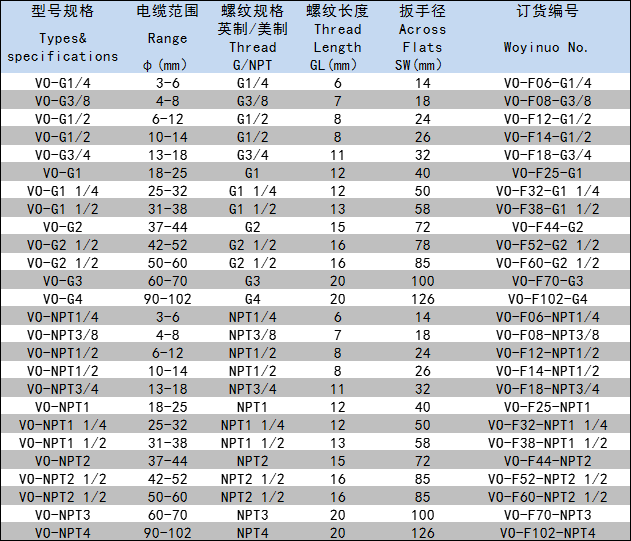 型号规格 电缆范围 螺纹规格 螺纹长度 扳手径 订货编号
英制/美制
Types& Range Thread Thread Across Woyinuo No.
specifications φ(mm) G/NPT Length Flats
GL(mm) SW(mm)
VO-G1/4 3-6 G1/4 6 14 VO-F06-G1/4
VO-G3/8 4-8 G3/8 7 18 VO-F08-G3/8
VO-G1/2 6-12 G1/2 8 24 VO-F12-G1/2
VO-G1/2 10-14 G1/2 8 26 VO-F14-G1/2
VO-G3/4 13-18 G3/4 11 32 VO-F18-G3/4
VO-G1 18-25 G1 12 40 VO-F25-G1
VO-G1 1/4 25-32 G1 1/4 12 50 VO-F32-G1 1/4
VO-G1 1/2 31-38 G1 1/2 13 58 VO-F38-G1 1/2
VO-G2 37-44 G2 15 72 VO-F44-G2
VO-G2 1/2 42-52 G2 1/2 16 78 VO-F52-G2 1/2
VO-G2 1/2 50-60 G2 1/2 16 85 VO-F60-G2 1/2
VO-G3 60-70 G3 20 100 VO-F70-G3
VO-G4 90-102 G4 20 126 VO-F102-G4
VO-NPT1/4 3-6 NPT1/4 6 14 VO-F06-NPT1/4
VO-NPT3/8 4-8 NPT3/8 7 18 VO-F08-NPT3/8
VO-NPT1/2 6-12 NPT1/2 8 24 VO-F12-NPT1/2
VO-NPT1/2 10-14 NPT1/2 8 26 VO-F14-NPT1/2
VO-NPT3/4 13-18 NPT3/4 11 32 VO-F18-NPT3/4
VO-NPT1 18-25 NPT1 12 40 VO-F25-NPT1
VO-NPT1 1/4 25-32 NPT1 1/4 12 50 VO-F32-NPT1 1/4
VO-NPT1 1/2 31-38 NPT1 1/2 13 58 VO-F38-NPT1 1/2
VO-NPT2 37-44 NPT2 15 72 VO-F44-NPT2
VO-NPT2 1/2 42-52 NPT2 1/2 16 85 VO-F52-NPT2 1/2
VO-NPT2 1/2 50-60 NPT2 1/2 16 85 VO-F60-NPT2 1/2
VO-NPT3 60-70 NPT3 20 100 VO-F70-NPT3
VO-NPT4 90-102 NPT4 20 126 VO-F102-NPT4